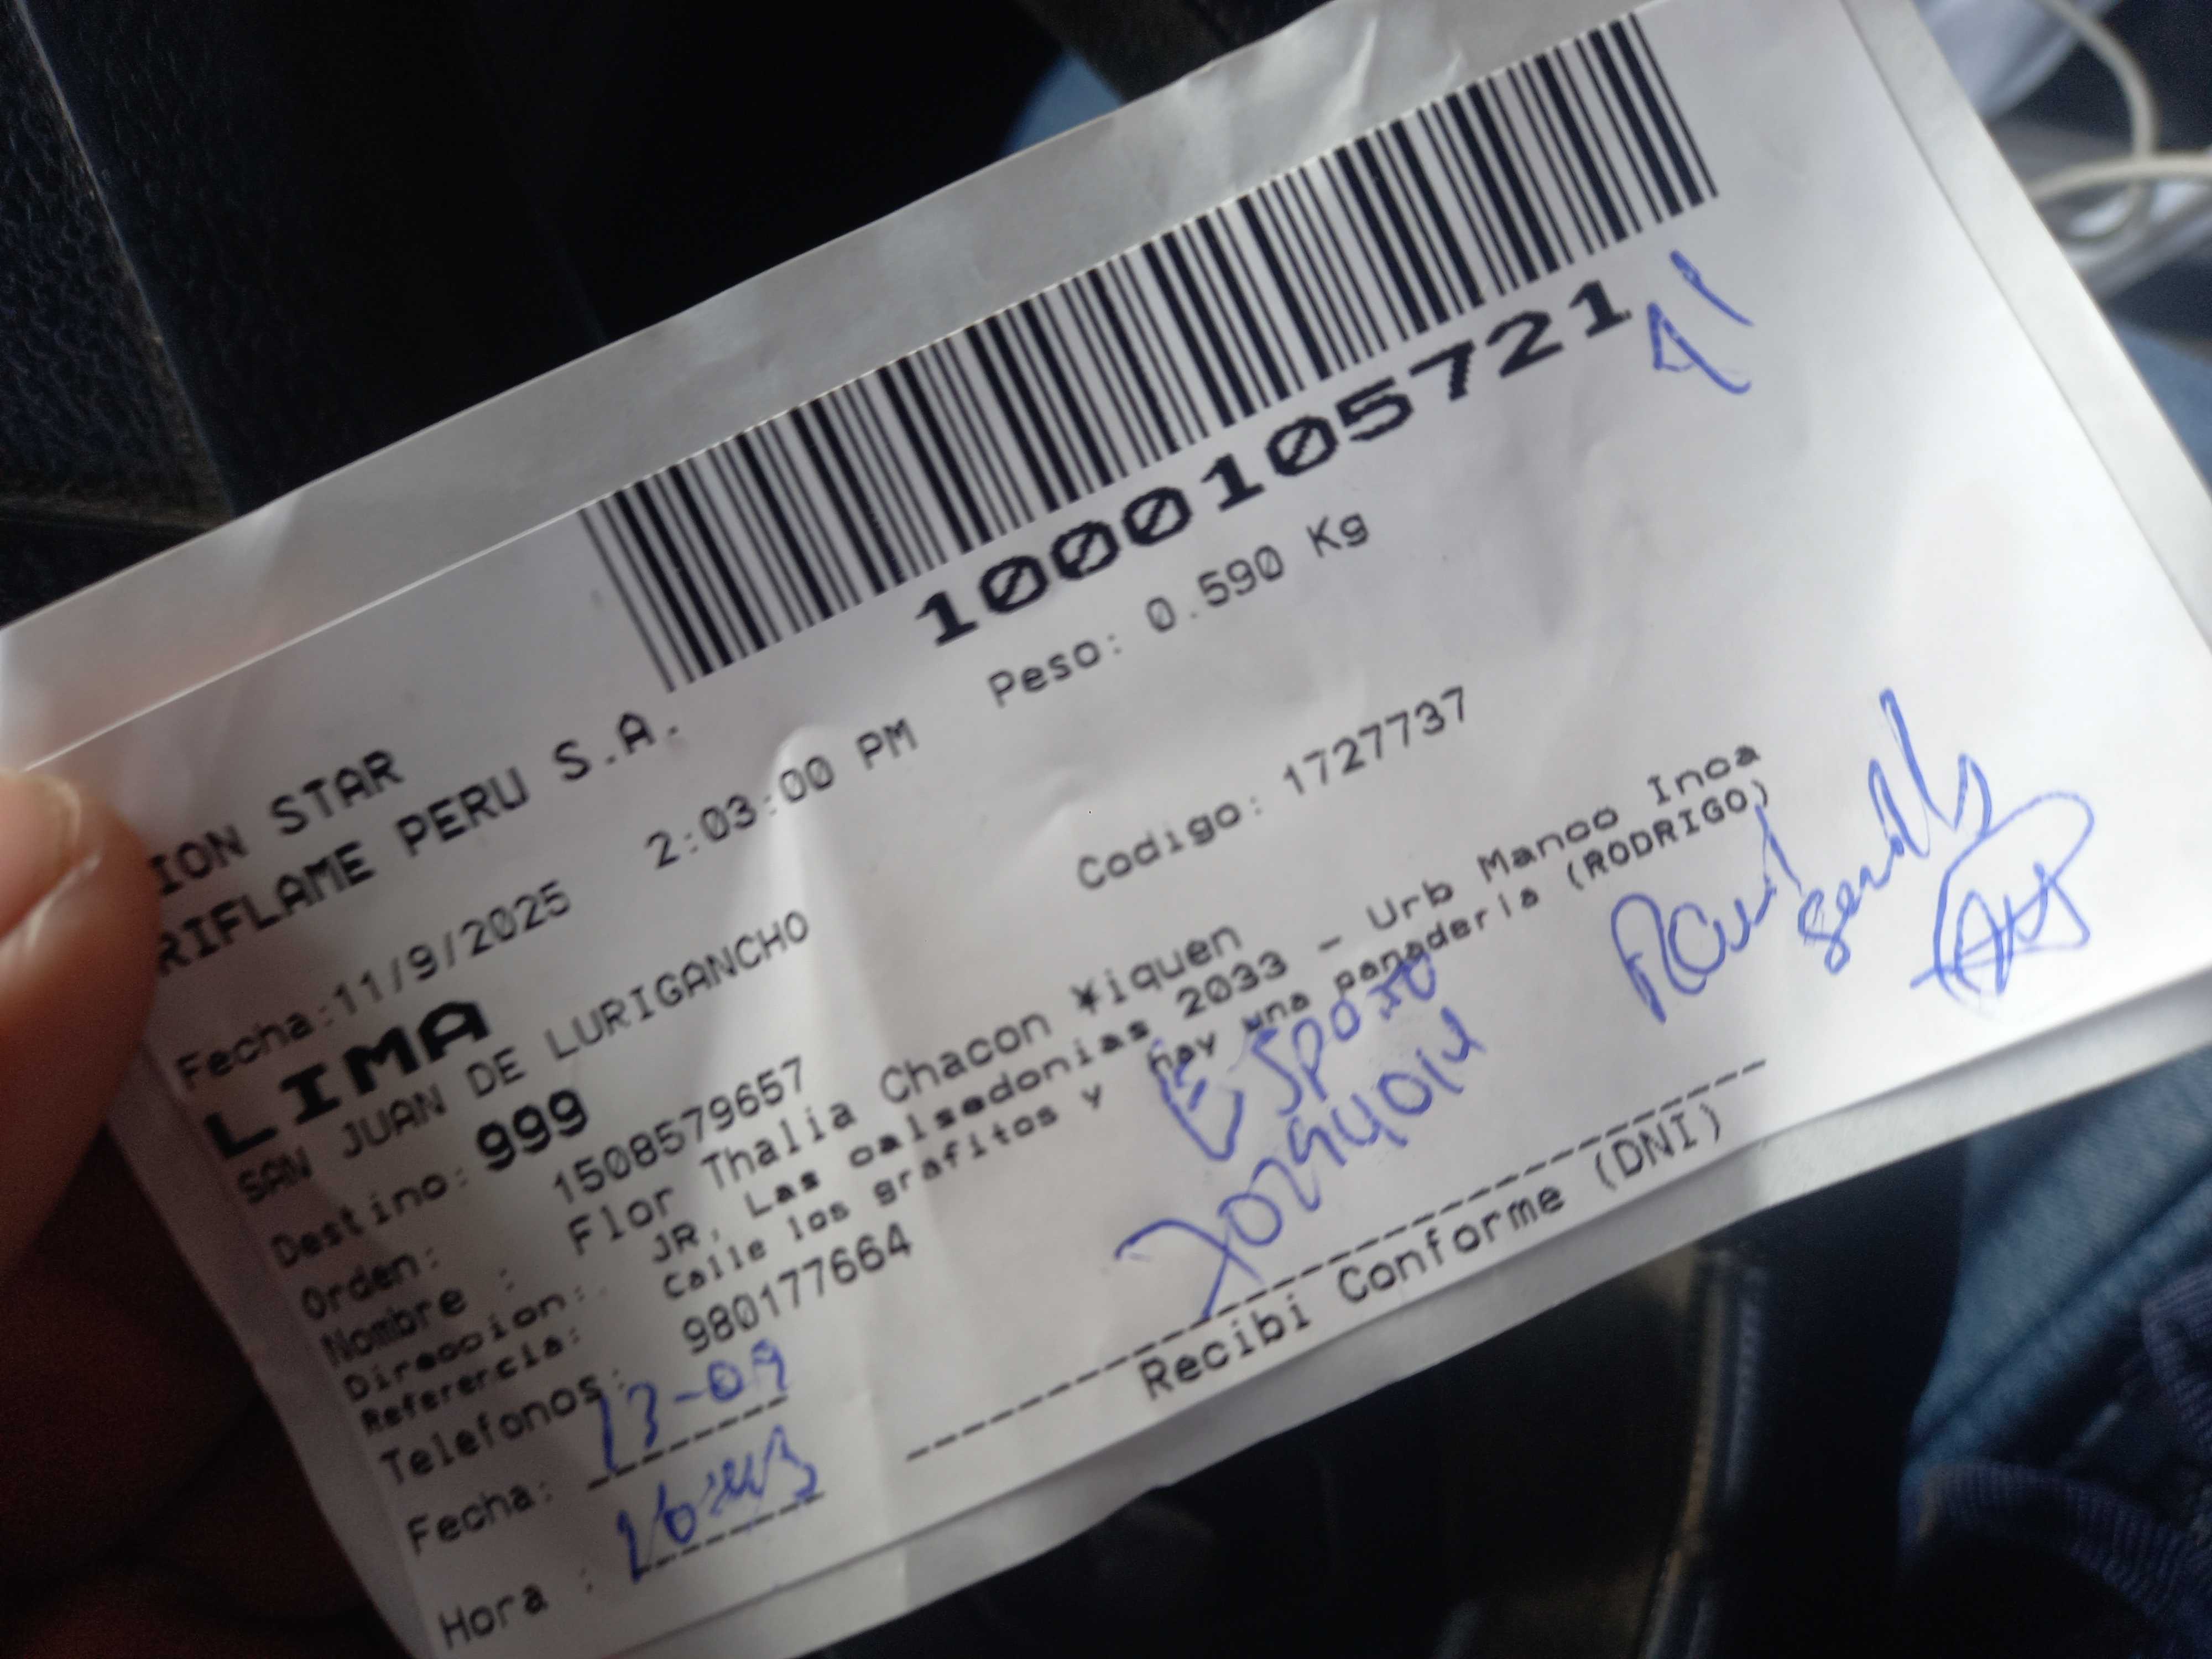 1000105721
ION STAR
RIFLAME PERU S.A.
Fecha:11/9/2025 2:03:00 PM Peso: 0.590 Kg
LIMA
SAN JUAN DE LURIGANCHO
Destino: 999 Codigo: 1727737
Orden: 1508579657
Nombre : Flor Thalia Chacon ¥iquen
Direccion: JR. Las calsedonias 2033 - Urb Manco Inca
Referencia: Calle los grafitos y hay una panaderia (RODRIGO)
Telefonos: 980177664
Esposo
70294014
Raul
Fecha: 13-09
Hora :
Recibi Conforme (DNI)